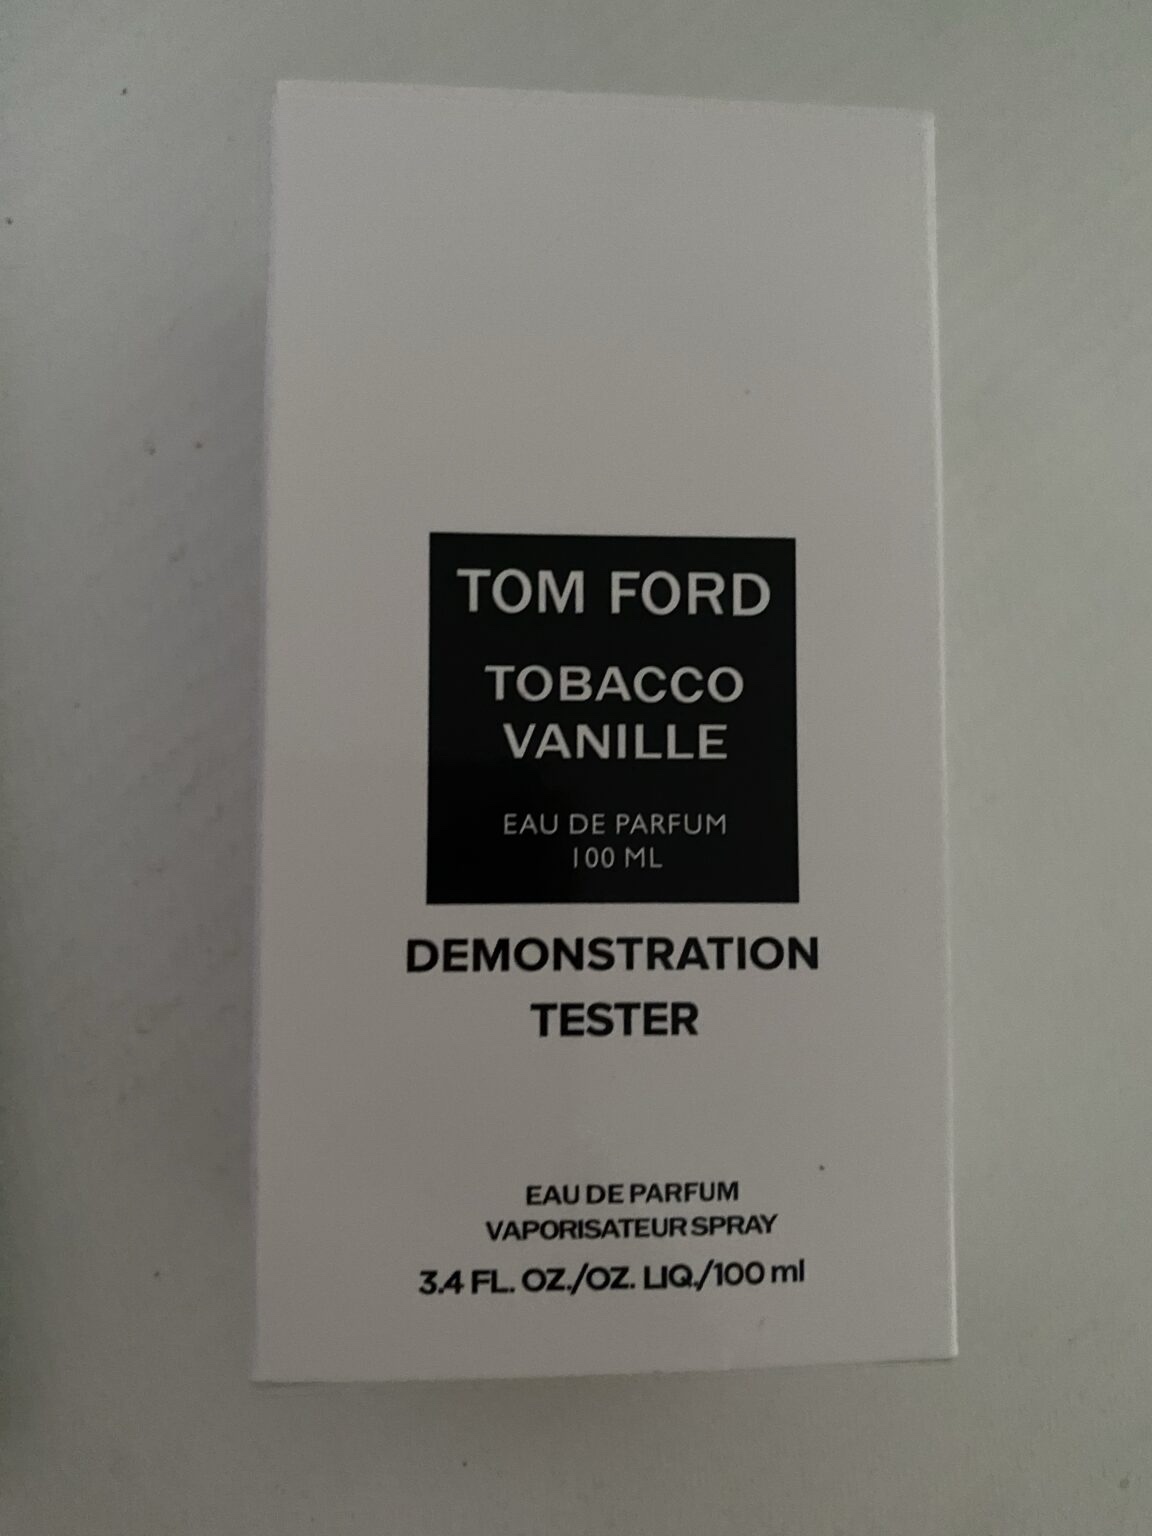 TOM FORD
TOBACCO
VANILLE
EAU DE PARFUM
100 ML
DEMONSTRATION
TESTER
EAU DE PARFUM
VAPORISATEUR SPRAY
3.4 FL. OZ./OZ. LIQ./100 ml